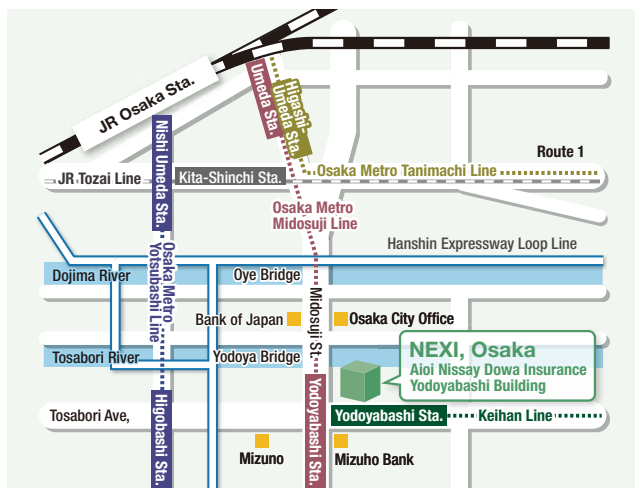 JR Osaka Sta.
Umeda Sta.
Higashi-
Umeda Sta.
Nishi Umeda Sta.
Route 1
JR Tozai Line
Kita-Shinchi Sta.
Osaka Metro Tanimachi Line
Osaka Metro
Midosuji Line
Osaka Metro
Yotsubashi Line
Hanshin Expressway Loop Line
Dojima River
Oye Bridge
Midosuji St.
Bank of Japan
Osaka City Office
Tosabori River
Yodoya Bridge
NEXI, Osaka
Aioi Nissay Dowa Insurance
Yodoyabashi Building
Tosabori Ave,
Higobashi Sta.
Yodoyabashi Sta.
Yodoyabashi Sta.
Keihan Line
Mizuno
Mizuho Bank